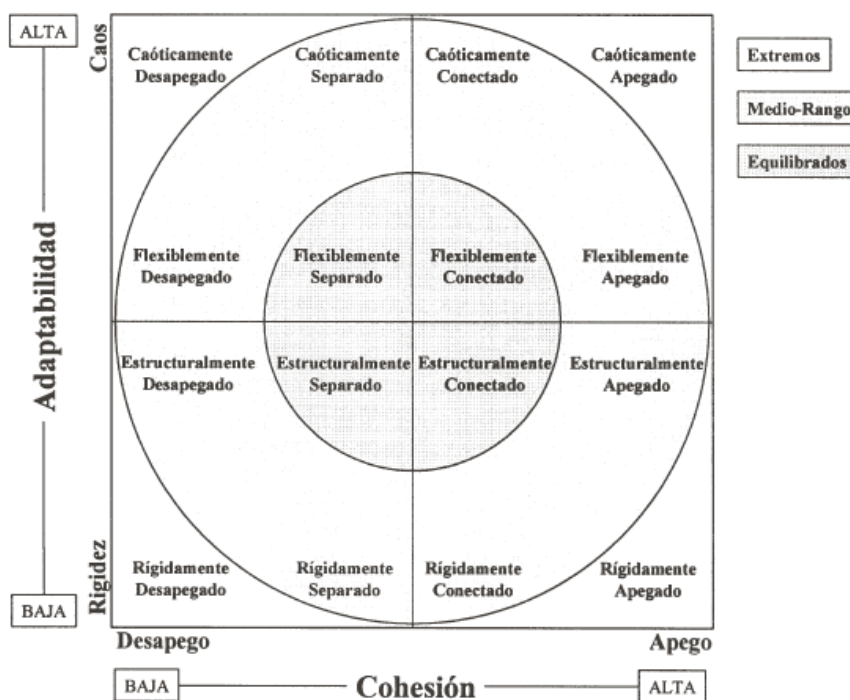 ALTA
Caos
Caóticamente Desapegado
Caóticamente Separado
Caóticamente Conectado
Caóticamente Apegado
Extremos
Medio-Rango
Equilibrados
Adaptabilidad
Flexiblemente Desapegado
Flexiblemente Separado
Flexiblemente Conectado
Flexiblemente Apegado
Estructuralmente Desapegado
Estructuralmente Separado
Estructuralmente Conectado
Estructuralmente Apegado
Rígidamente Desapegado
Rígidamente Separado
Rígidamente Conectado
Rígidamente Apegado
Rigidez
BAJA
Desapego
Apego
BAJA
Cohesión
ALTA